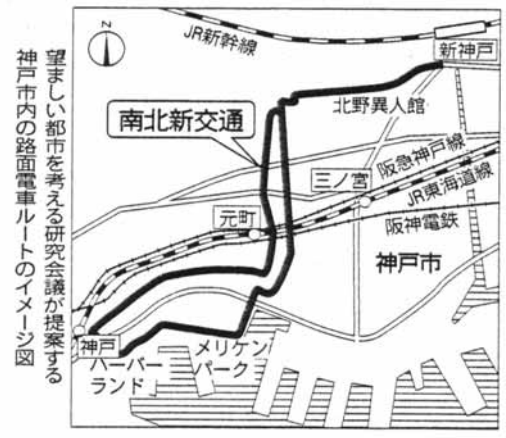 望ましい都市を考える研究会議が提案する
神戸市内の路面電車ルートのイメージ図
N
JR新幹線
新神戸
北野異人館
南北新交通
阪急神戸線
三ノ宮
JR東海道線
元町
阪神電鉄
神戸市
神戸
メリケン
パーク
ハーバー
ランド